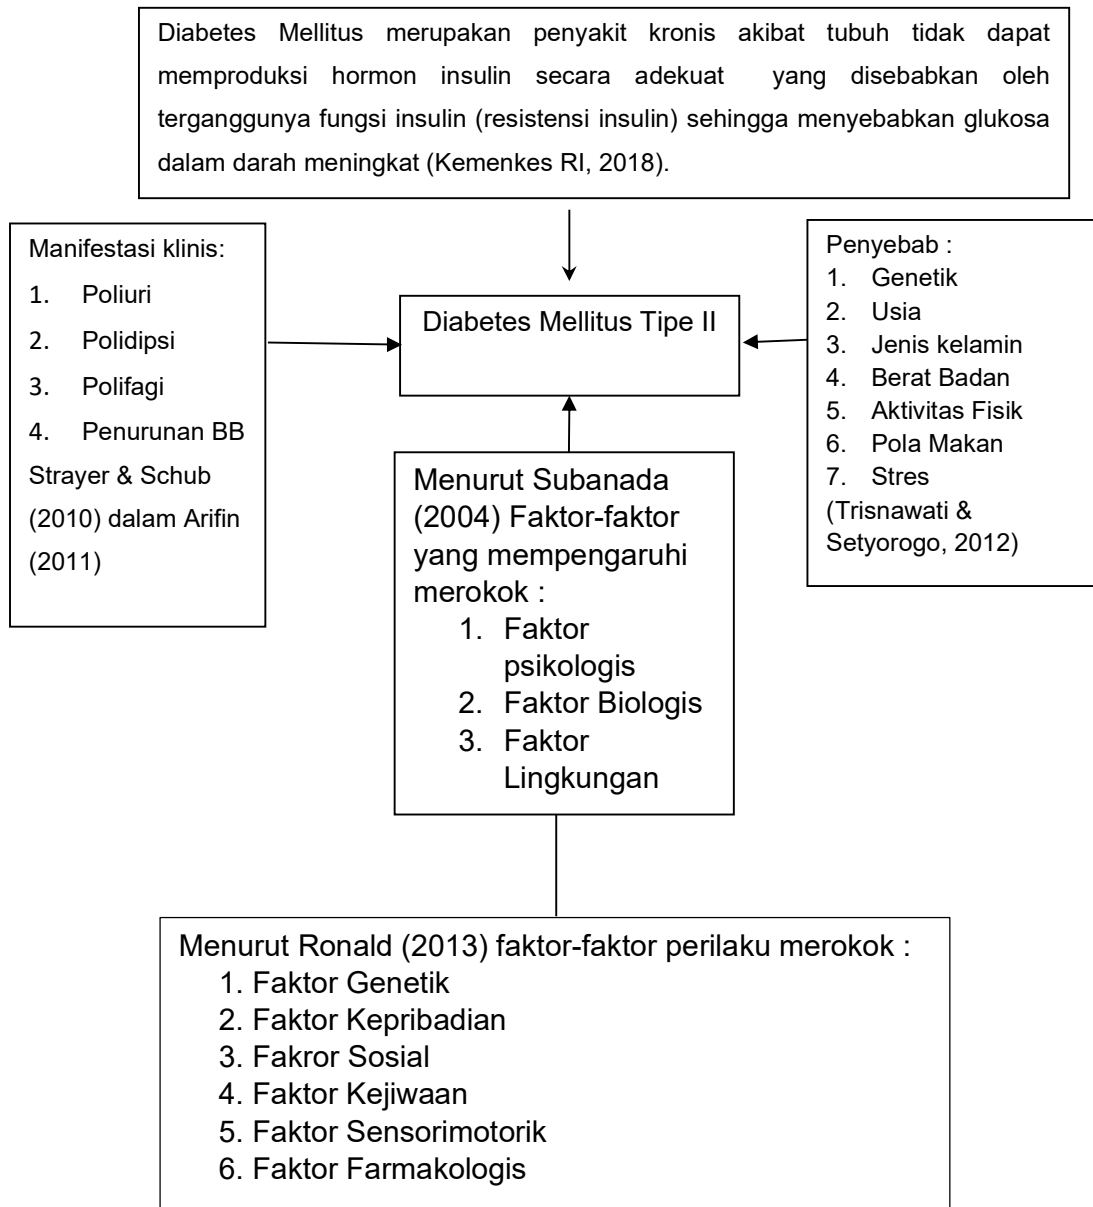 Diabetes Mellitus merupakan penyakit kronis akibat tubuh tidak dapat
memproduksi hormon insulin secara adekuat yang disebabkan oleh
terganggunya fungsi insulin (resistensi insulin) sehingga menyebabkan glukosa
dalam darah meningkat (Kemenkes RI, 2018).
Manifestasi klinis:
1. Poliuri
2. Polidipsi
3. Polifagi
4. Penurunan BB
Strayer & Schub
(2010) dalam Arifin
(2011)
Diabetes Mellitus Tipe II
Penyebab :
1. Genetik
2. Usia
3. Jenis kelamin
4. Berat Badan
5. Aktivitas Fisik
6. Pola Makan
7. Stres
(Trisnawati &
Setyorogo, 2012)
Menurut Subanada
(2004) Faktor-faktor
yang mempengaruhi
merokok :
1. Faktor
psikologis
2. Faktor Biologis
3. Faktor
Lingkungan
Menurut Ronald (2013) faktor-faktor perilaku merokok :
1. Faktor Genetik
2. Faktor Kepribadian
3. Fakror Sosial
4. Faktor Kejiwaan
5. Faktor Sensorimotorik
6. Faktor Farmakologis